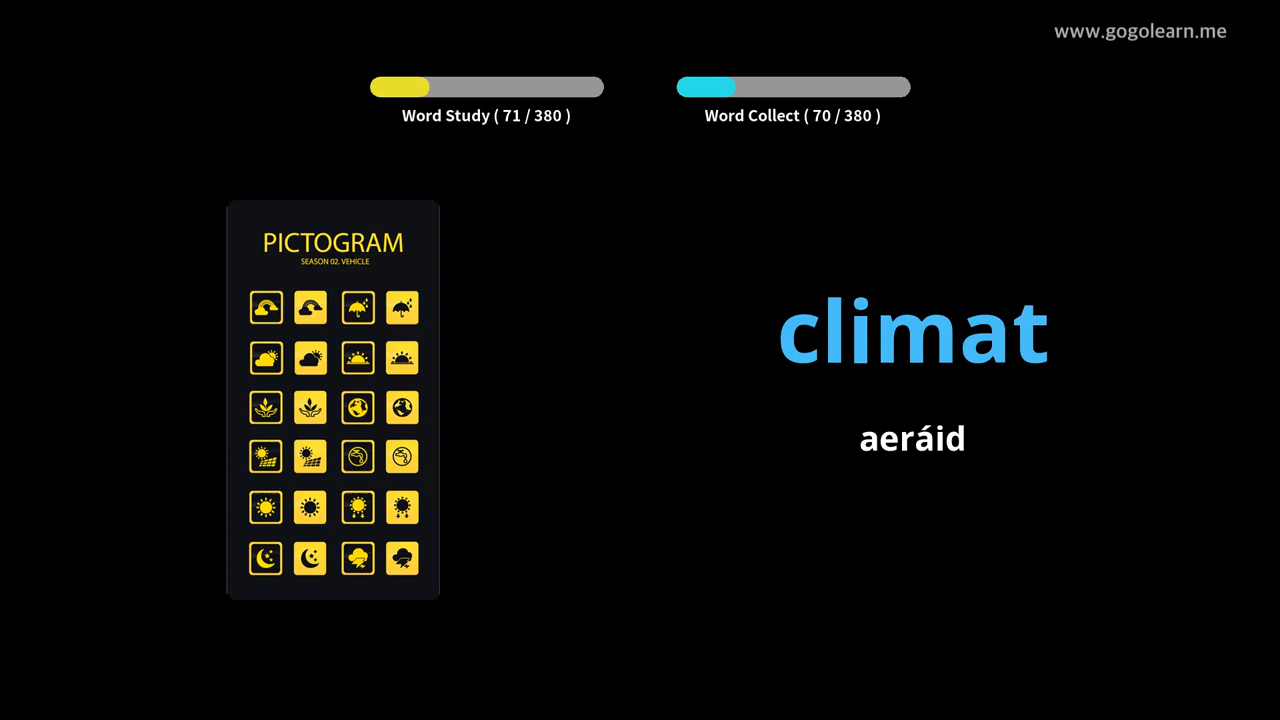 www.gogolearn.me
Word Study ( 71 / 380 )
Word Collect ( 70 / 380 )
PICTOGRAM
SEASON 02. VEHICLE
climat
aeráid